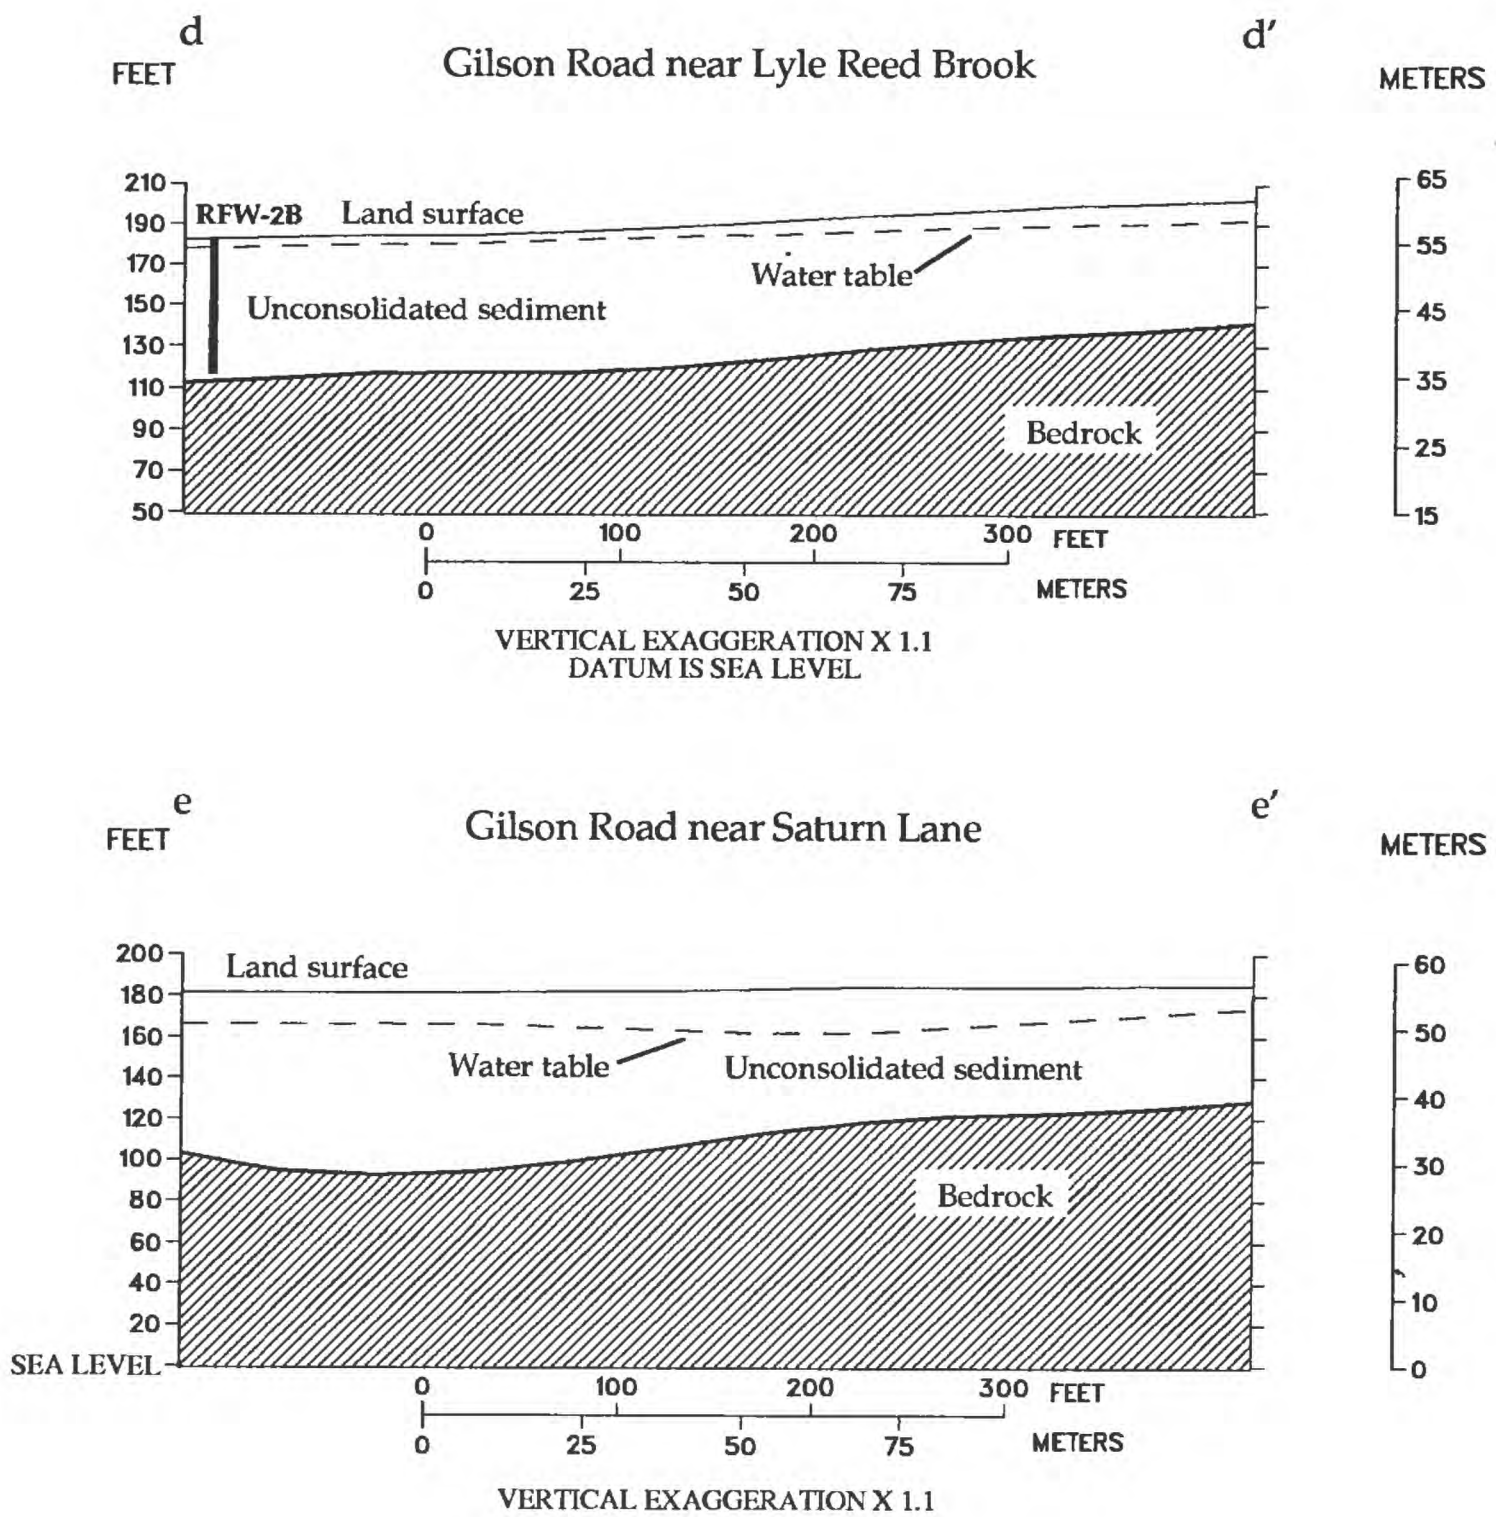 d
d′
FEET
Gilson Road near Lyle Reed Brook
METERS
210
190
170
150
130
110
90
70
50
RFW-2B
Land surface
Water table
Unconsolidated sediment
Bedrock
65
55
45
35
25
15
0 100 200 300 FEET
0 25 50 75 METERS
VERTICAL EXAGGERATION X 1.1
DATUM IS SEA LEVEL
e
e′
FEET
Gilson Road near Saturn Lane
METERS
200
180
160
140
120
100
80
60
40
20
SEA LEVEL
Land surface
Water table
Unconsolidated sediment
Bedrock
60
50
40
30
20
10
0
0 100 200 300 FEET
0 25 50 75 METERS
VERTICAL EXAGGERATION X 1.1